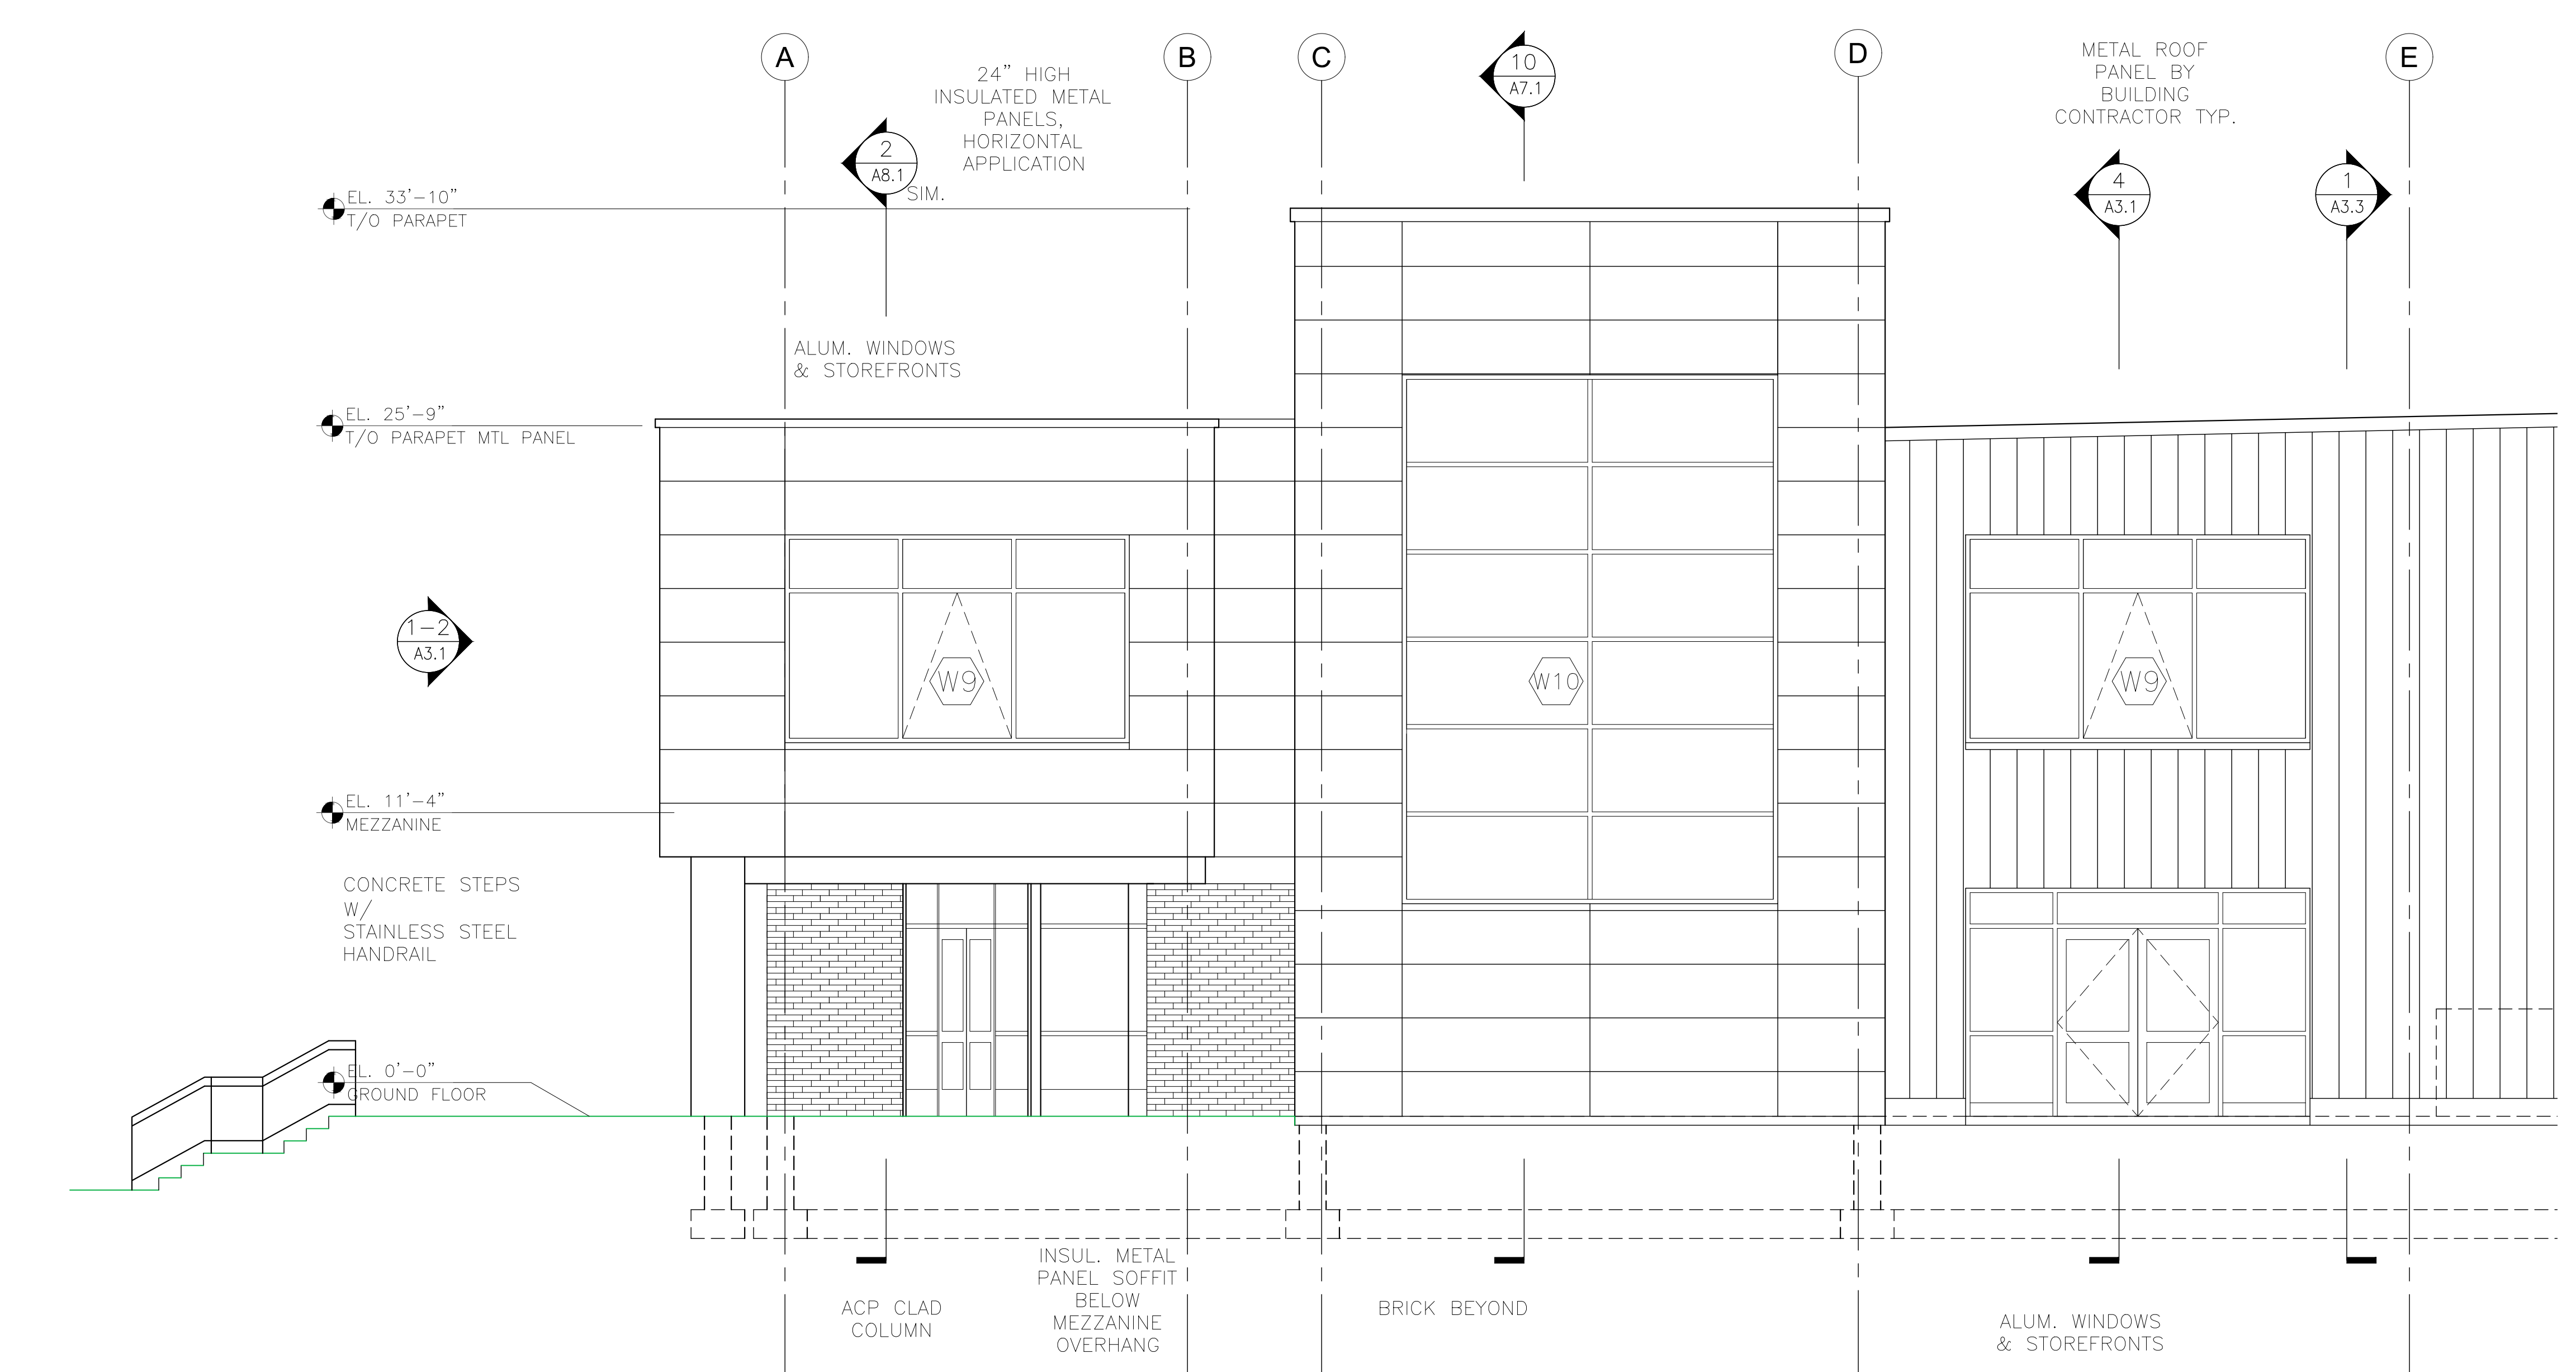 A
B
C
D
E
24" HIGH
INSULATED METAL
PANELS,
HORIZONTAL
APPLICATION
10
A7.1
METAL ROOF
PANEL BY
BUILDING
CONTRACTOR TYP.
2
A8.1
SIM.
4
A3.1
1
A3.3
EL. 33'-10"
T/O PARAPET
ALUM. WINDOWS
& STOREFRONTS
EL. 25'-9"
T/O PARAPET MTL PANEL
1-2
A3.1
W9
W10
W9
EL. 11'-4"
MEZZANINE
CONCRETE STEPS
W/
STAINLESS STEEL
HANDRAIL
EL. 0'-0"
GROUND FLOOR
ACP CLAD
COLUMN
INSUL. METAL
PANEL SOFFIT
BELOW
MEZZANINE
OVERHANG
BRICK BEYOND
ALUM. WINDOWS
& STOREFRONTS